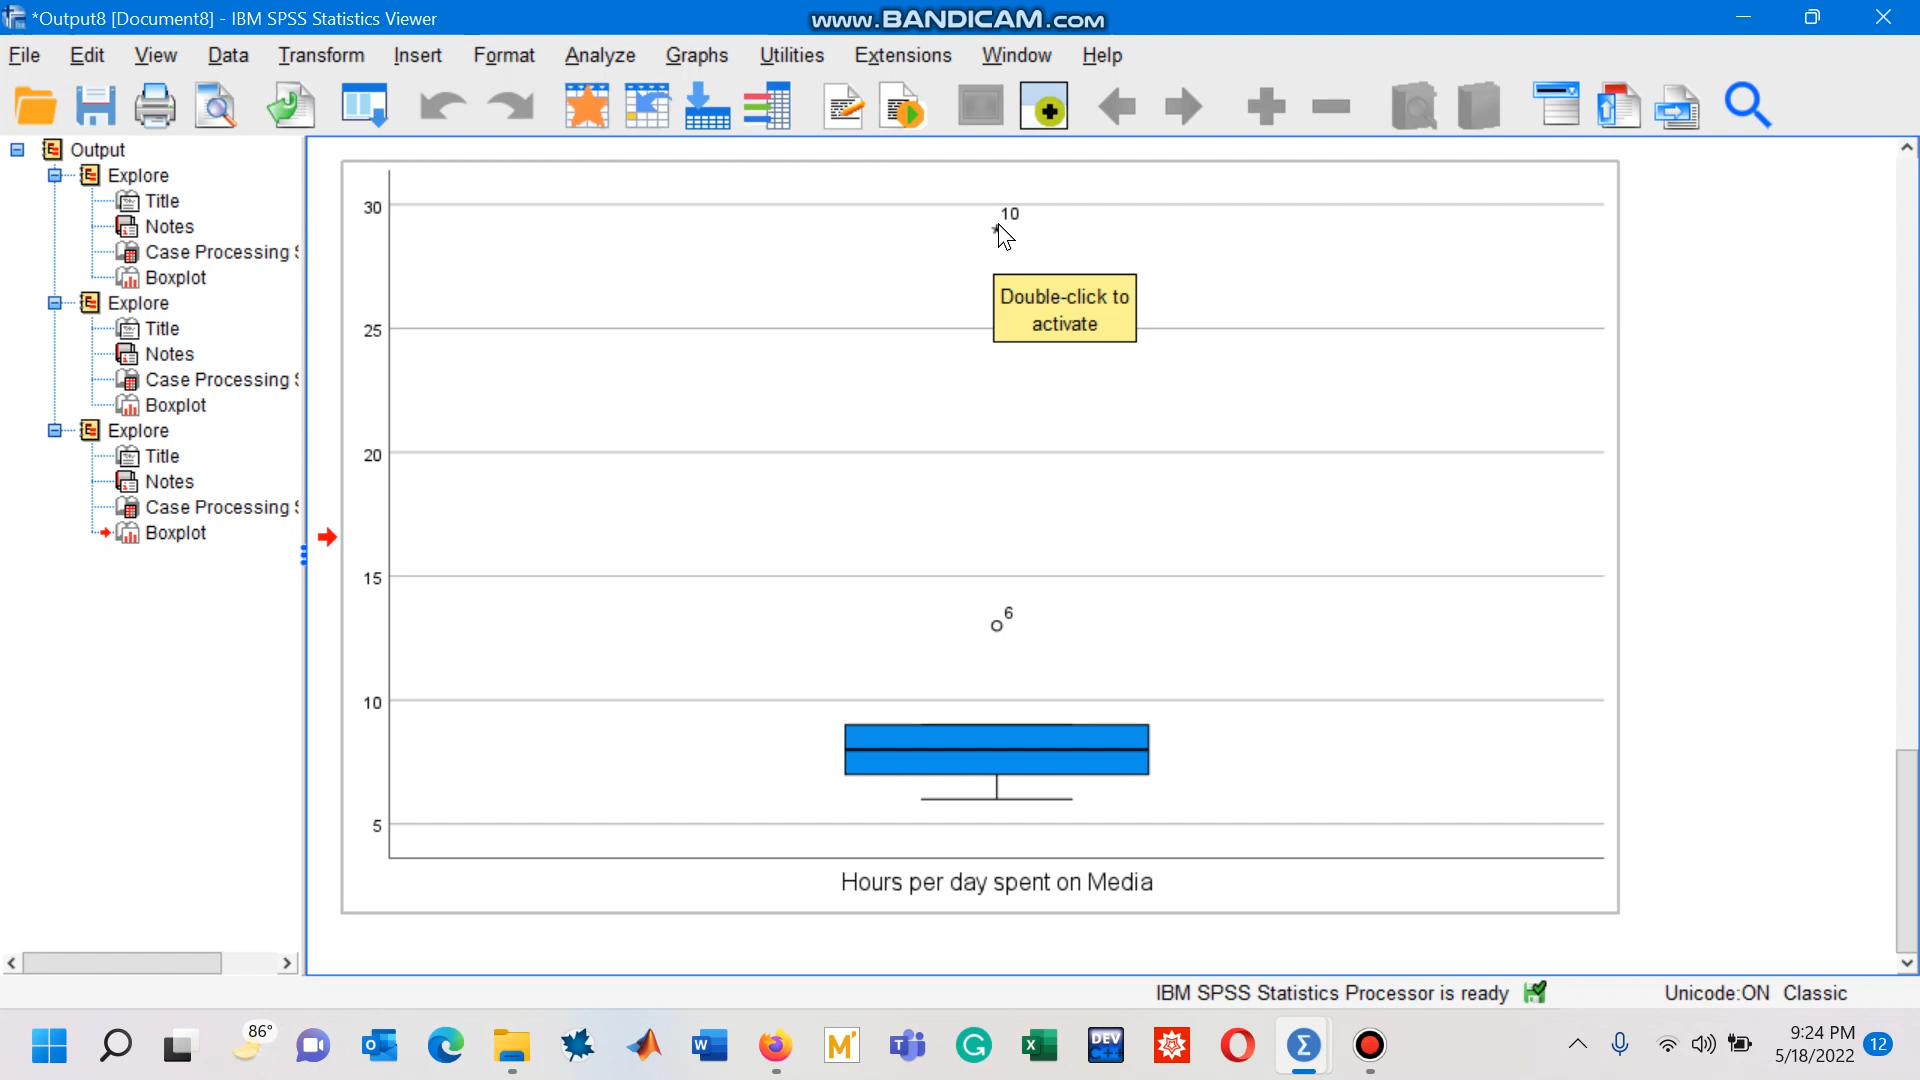 *Output8 [Document8] - IBM SPSS Statistics Viewer
www.BANDICAM.com
File Edit View Data Transform Insert Format Analyze Graphs Utilities Extensions Window Help
Output
Explore
Title
Notes
Case Processing S
Boxplot
Explore
Title
Notes
Case Processing S
Boxplot
Explore
Title
Notes
Case Processing S
Boxplot
30
25
20
15
10
5
10
Double-click to
activate
6
Hours per day spent on Media
IBM SPSS Statistics Processor is ready
Unicode:ON Classic
86°
DEV
C++
9:24 PM
5/18/2022
12